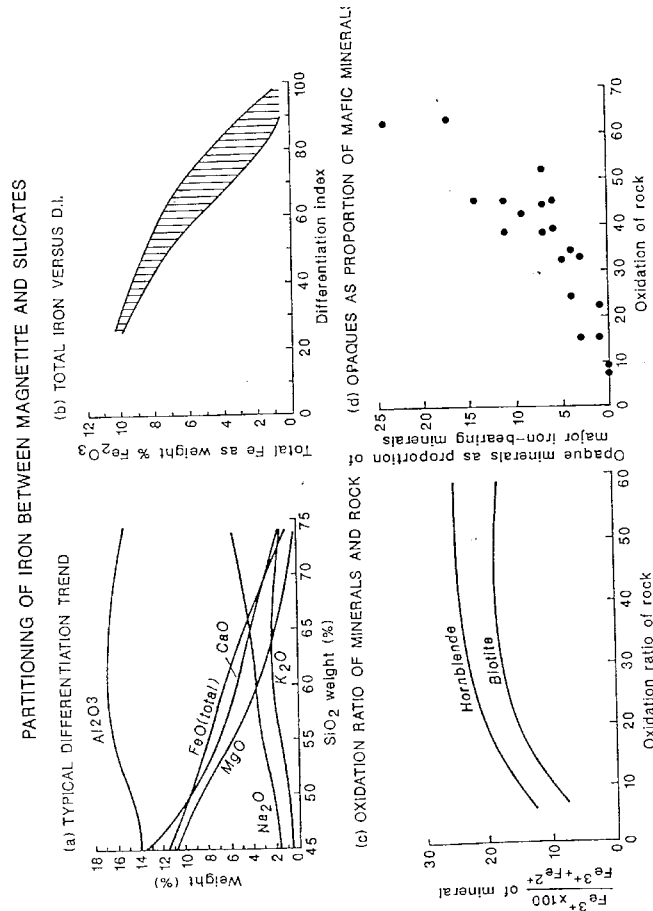 PARTITIONING OF IRON BETWEEN MAGNETITE AND SILICATES
(a) TYPICAL DIFFERENTIATION TREND
18
16
14
12
10
8
6
4
2
0
Weight (%)
Al2O3
FeO(total)
CaO
MgO
Na2O
K2O
45
50
55
60
65
70
75
SiO2 weight (%)
(b) TOTAL IRON VERSUS D.I.
12
10
8
6
4
2
0
Total Fe as weight % Fe2O3
0
20
40
60
80
100
Differentiation index
(c) OXIDATION RATIO OF MINERALS AND ROCK
30
20
10
Fe3+ x100
Fe3+ + Fe2+
of mineral
Hornblende
Biotite
0
10
20
30
40
50
60
Oxidation ratio of rock
(d) OPAQUES AS PROPORTION OF MAFIC MINERALS
25
20
15
10
5
0
Opaque minerals as proportion of
major iron-bearing minerals
0
10
20
30
40
50
60
70
Oxidation of rock